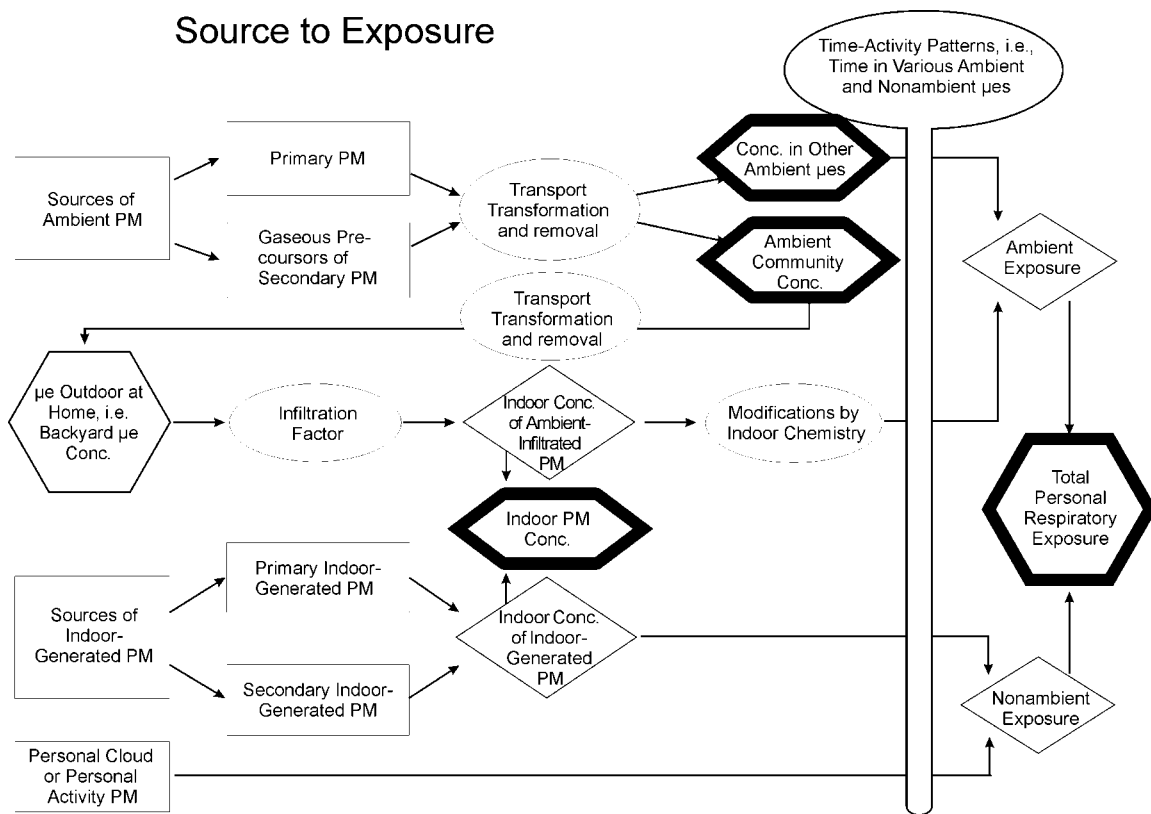 Source to Exposure
Time-Activity Patterns, i.e.,
Time in Various Ambient
and Nonambient µes
Sources of
Ambient PM
Primary PM
Gaseous Pre-
coursors of
Secondary PM
Transport
Transformation
and removal
Conc. in Other
Ambient µes
Ambient
Community
Conc.
Ambient
Exposure
Transport
Transformation
and removal
µe Outdoor at
Home, i.e.
Backyard µe
Conc.
Infiltration
Factor
Indoor Conc.
of Ambient-
Infiltrated
PM
Modifications by
Indoor Chemistry
Indoor PM
Conc.
Total
Personal
Respiratory
Exposure
Sources of
Indoor-
Generated PM
Primary Indoor-
Generated PM
Secondary Indoor-
Generated PM
Indoor Conc.
of Indoor-
Generated
PM
Nonambient
Exposure
Personal Cloud
or Personal
Activity PM